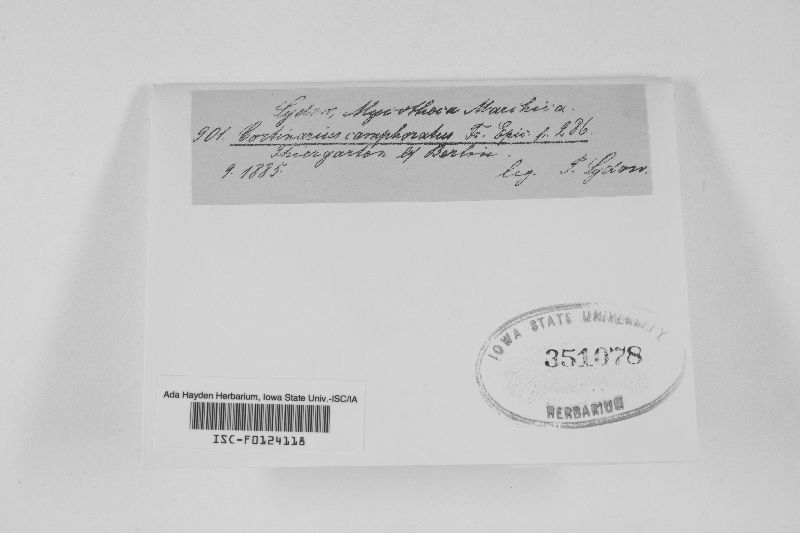 Sydow, Mycotheca Marchica.
901. Cortinarius camphoratus Fr. Epic. p. 286.
Thiergarten bei Berlin.
9. 1885. leg. P. Sydow.
IOWA STATE UNIVERSITY
351078
HERBARIUM
Ada Hayden Herbarium, Iowa State Univ.-ISC/IA
ISC-F0124118